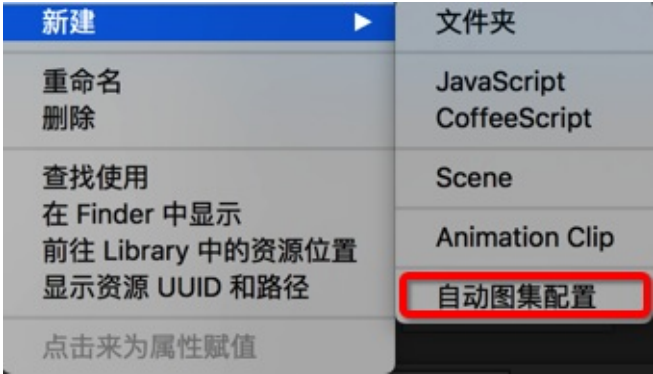 新建
重命名
删除
查找使用
在 Finder 中显示
前往 Library 中的资源位置
显示资源 UUID 和路径
点击来为属性赋值
文件夹
JavaScript
CoffeeScript
Scene
Animation Clip
自动图集配置